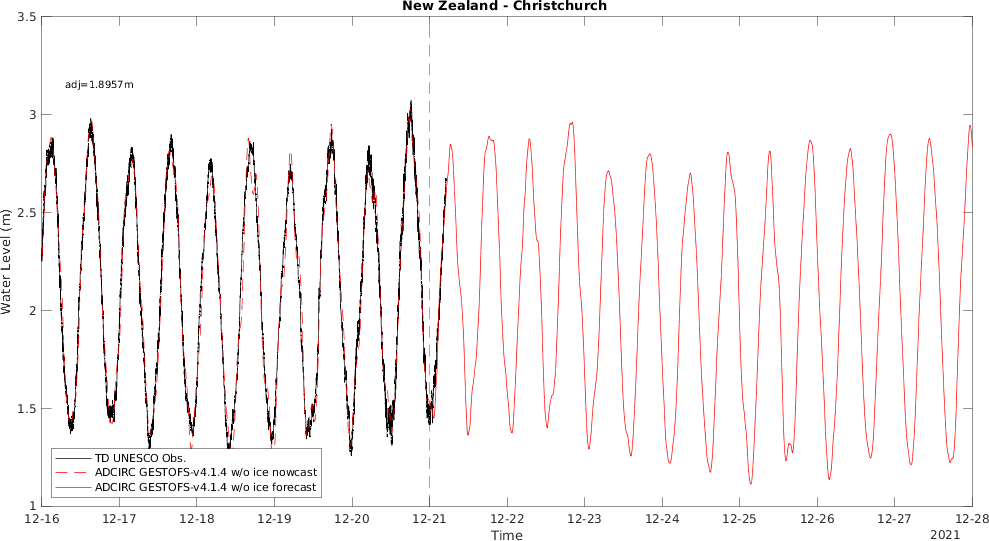 New Zealand - Christchurch
3.5
adj=1.8957m
3
2.5
Water Level (m)
2
1.5
TD UNESCO Obs.
ADCIRC GESTOFS-v4.1.4 w/o ice nowcast
ADCIRC GESTOFS-v4.1.4 w/o ice forecast
1
12-16 12-17 12-18 12-19 12-20 12-21 12-22 12-23 12-24 12-25 12-26 12-27 12-28
Time
2021